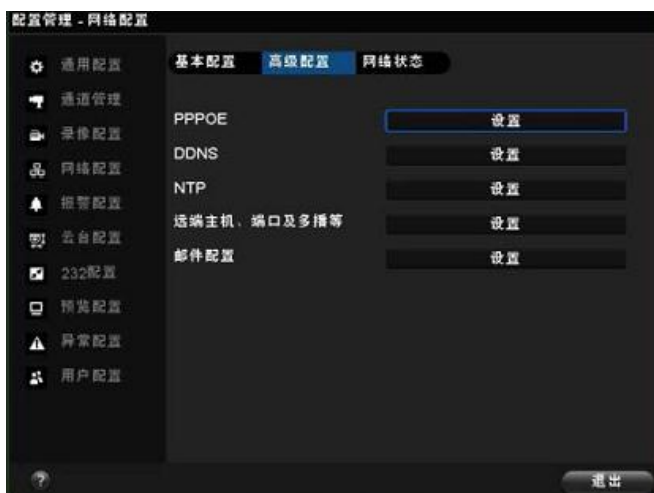 配置管理 - 网络配置
基本配置 高级配置 网络状态
通用配置
通道管理
录像配置
网络配置
报警配置
云台配置
232配置
预览配置
异常配置
用户配置
PPPOE 设置
DDNS 设置
NTP 设置
远端主机、端口及多播等 设置
邮件配置 设置
?
退出